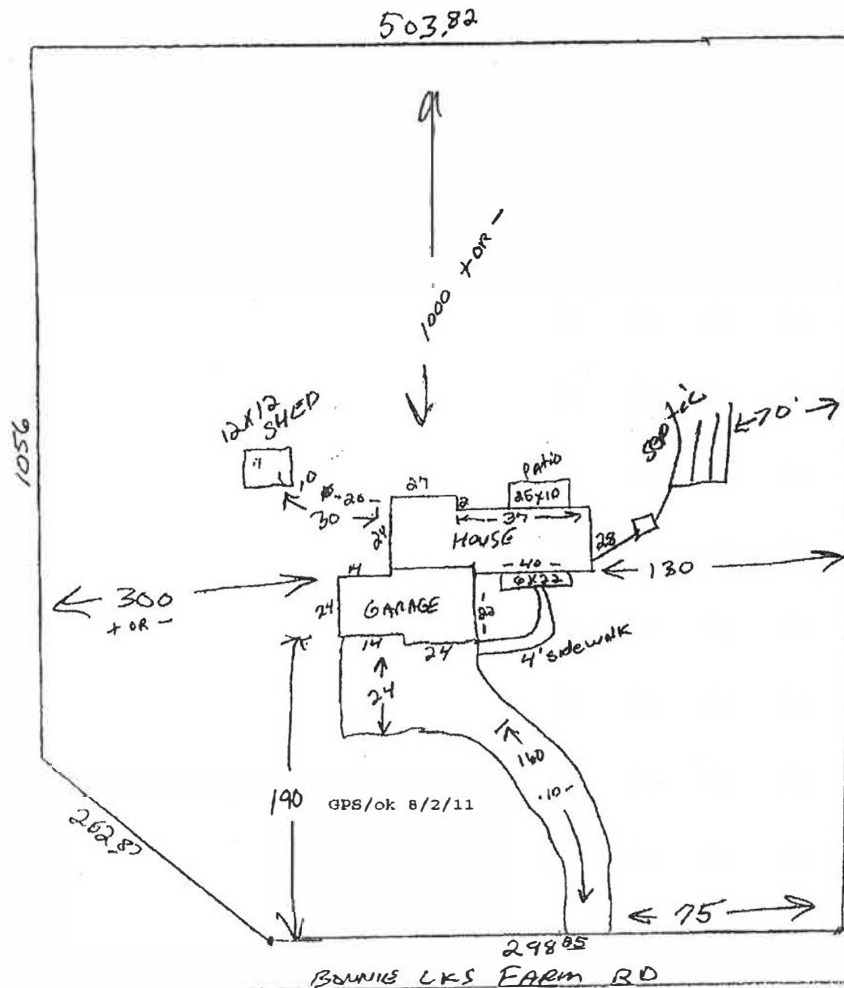 503.82
1000 + OR -
1056
12X12
SHED
10
-20-
30
27
2
Patio
25X10
septic
70'
37
24
HOUSE
28
14
-40-
6X22
130
300
+ OR -
24
GARAGE
22
14
24
4' sidewalk
24
160
-10-
190
GPS/ok 8/2/11
262.87
75
298.85
BONNIE LKS FARM RD